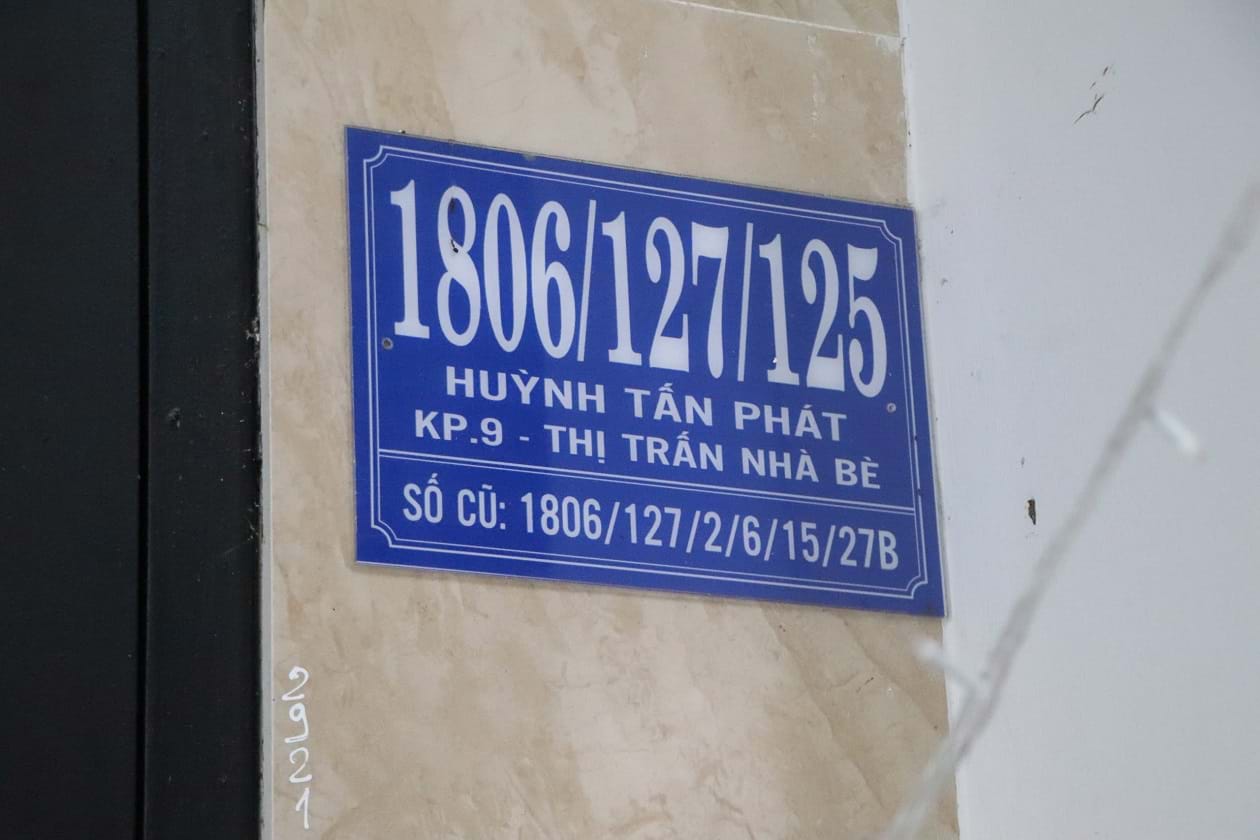 1806/127/125
HUỲNH TẤN PHÁT
KP.9 - THỊ TRẤN NHÀ BÈ
SỐ CŨ: 1806/127/2/6/15/27B